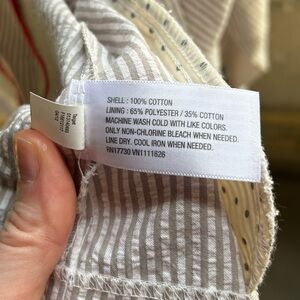 SHELL: 100% COTTON
LINING: 65% POLYESTER / 35% COTTON
MACHINE WASH COLD WITH LIKE COLORS.
ONLY NON-CHLORINE BLEACH WHEN NEEDED.
LINE DRY. COOL IRON WHEN NEEDED.
RN17730 VN1111626